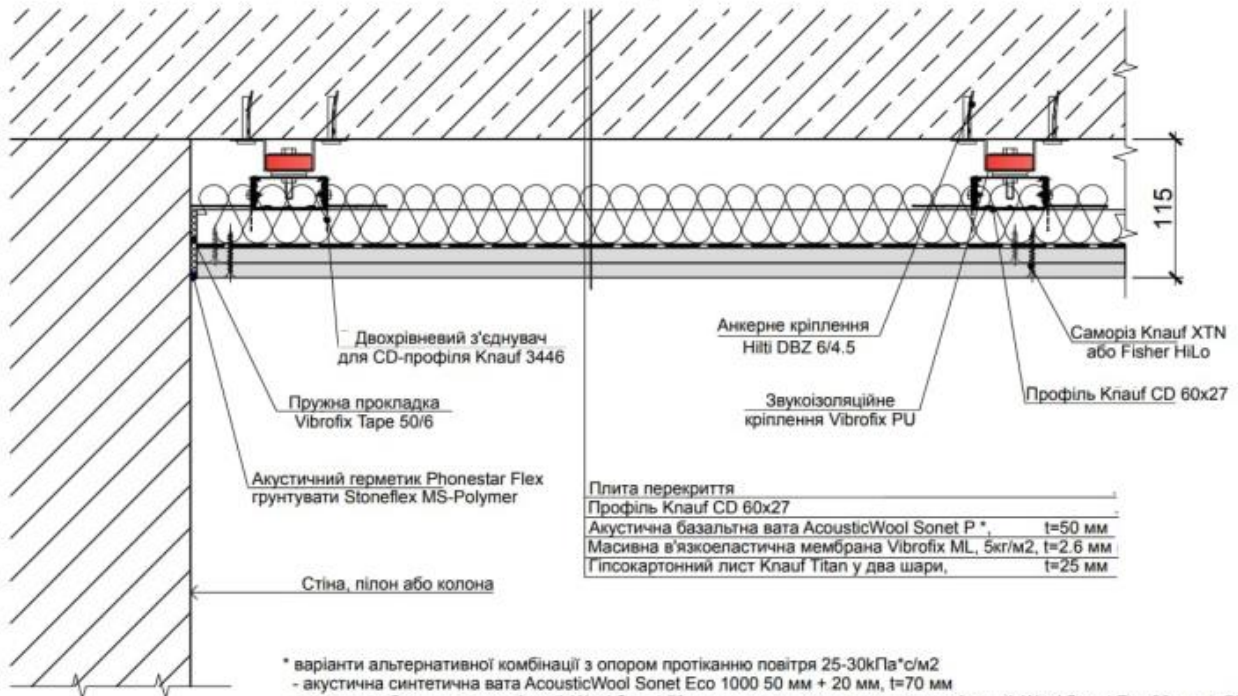 115
Двохрівневий з'єднувач
для CD-профіля Knauf 3446
Анкерне кріплення
Hilti DBZ 6/4.5
Саморіз Knauf XTN
або Fisher HiLo
Пружна прокладка
Vibrofix Tape 50/6
Звукоізоляційне
кріплення Vibrofix PU
Профіль Knauf CD 60x27
Акустичний герметик Phonestar Flex
грунтувати Stoneflex MS-Polymer
Плита перекриття
Профіль Knauf CD 60x27
Акустична базальтна вата AcousticWool Sonet P *, t=50 мм
Масивна в'язкоеластична мембрана Vibrofix ML, 5кг/м2, t=2.6 мм
Гіпсокартонний лист Knauf Titan у два шари, t=25 мм
Стіна, пілон або колона
* варіанти альтернативної комбінації з опором протіканню повітря 25-30kПа*с/м2
- акустична синтетична вата AcousticWool Sonet Eco 1000 50 мм + 20 мм, t=70 мм